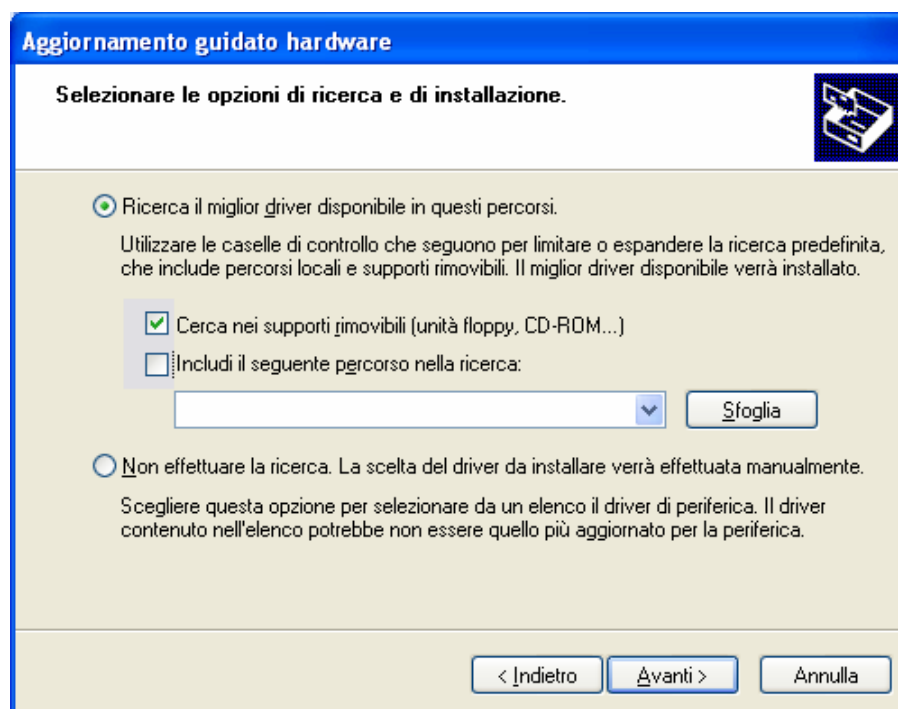 Aggiornamento guidato hardware
Selezionare le opzioni di ricerca e di installazione.
Ricerca il miglior driver disponibile in questi percorsi.
Utilizzare le caselle di controllo che seguono per limitare o espandere la ricerca predefinita,
che include percorsi locali e supporti rimovibili. Il miglior driver disponibile verrà installato.
Cerca nei supporti rimovibili (unità floppy, CD-ROM...)
Includi il seguente percorso nella ricerca:
Sfoglia
Non effettuare la ricerca. La scelta del driver da installare verrà effettuata manualmente.
Scegliere questa opzione per selezionare da un elenco il driver di periferica. Il driver
contenuto nell'elenco potrebbe non essere quello più aggiornato per la periferica.
< Indietro Avanti > Annulla